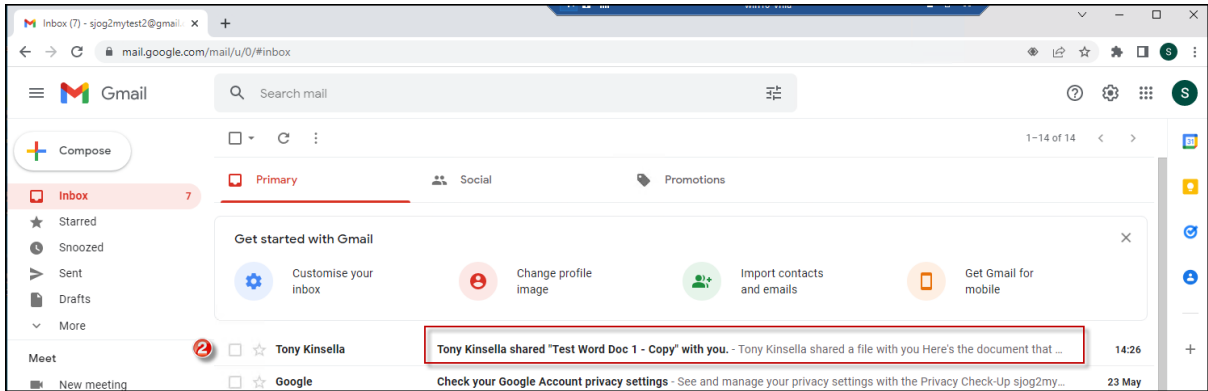 Inbox (7) - sjog2mytest2@gmail.
mail.google.com/mail/u/0/#inbox
S
Gmail
Search mail
S
Compose
1–14 of 14
31
Primary
Social
Promotions
Inbox 7
Starred
Snoozed
Sent
Drafts
More
Get started with Gmail
Customise your
inbox
Change profile
image
Import contacts
and emails
Get Gmail for
mobile
2
Tony Kinsella Tony Kinsella shared "Test Word Doc 1 - Copy" with you. - Tony Kinsella shared a file with you Here's the document that ... 14:26
Meet
New meeting
Google Check your Google Account privacy settings - See and manage your privacy settings with the Privacy Check-Up sjog2my... 23 May